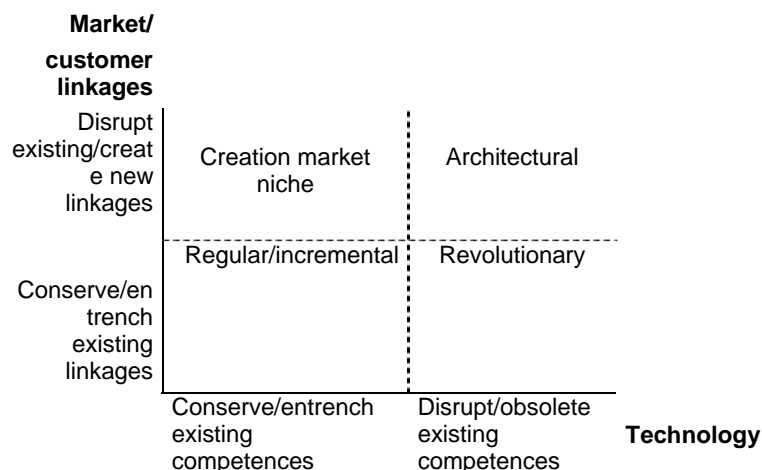 Market/
customer
linkages
Disrupt
existing/creat
e new
linkages
Creation market
niche
Architectural
Regular/incremental
Revolutionary
Conserve/en
trench
existing
linkages
Conserve/entrench
existing
competences
Disrupt/obsolete
existing
competences
Technology